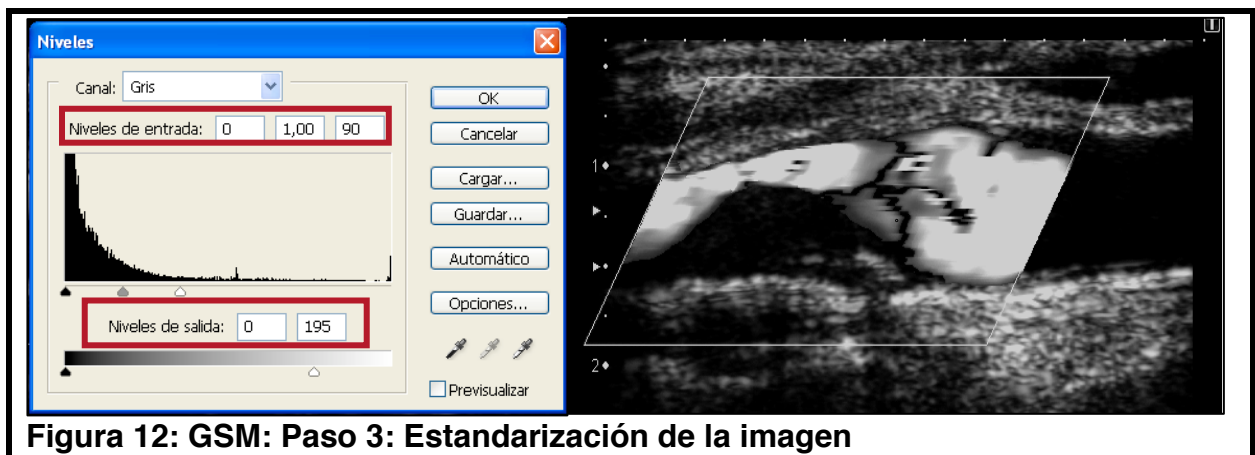 Niveles
Canal: Gris
Niveles de entrada: 0 1,00 90
Niveles de salida: 0 195
OK
Cancelar
Cargar...
Guardar...
Automático
Opciones...
Previsualizar
1
2
Figura 12: GSM: Paso 3: Estandarización de la imagen